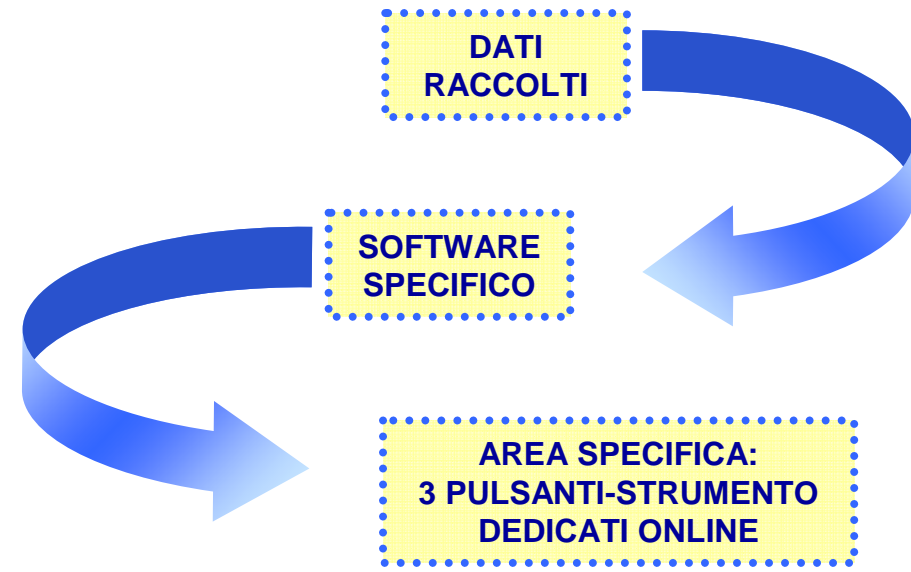 DATI
RACCOLTI
SOFTWARE
SPECIFICO
AREA SPECIFICA:
3 PULSANTI-STRUMENTO
DEDICATI ONLINE